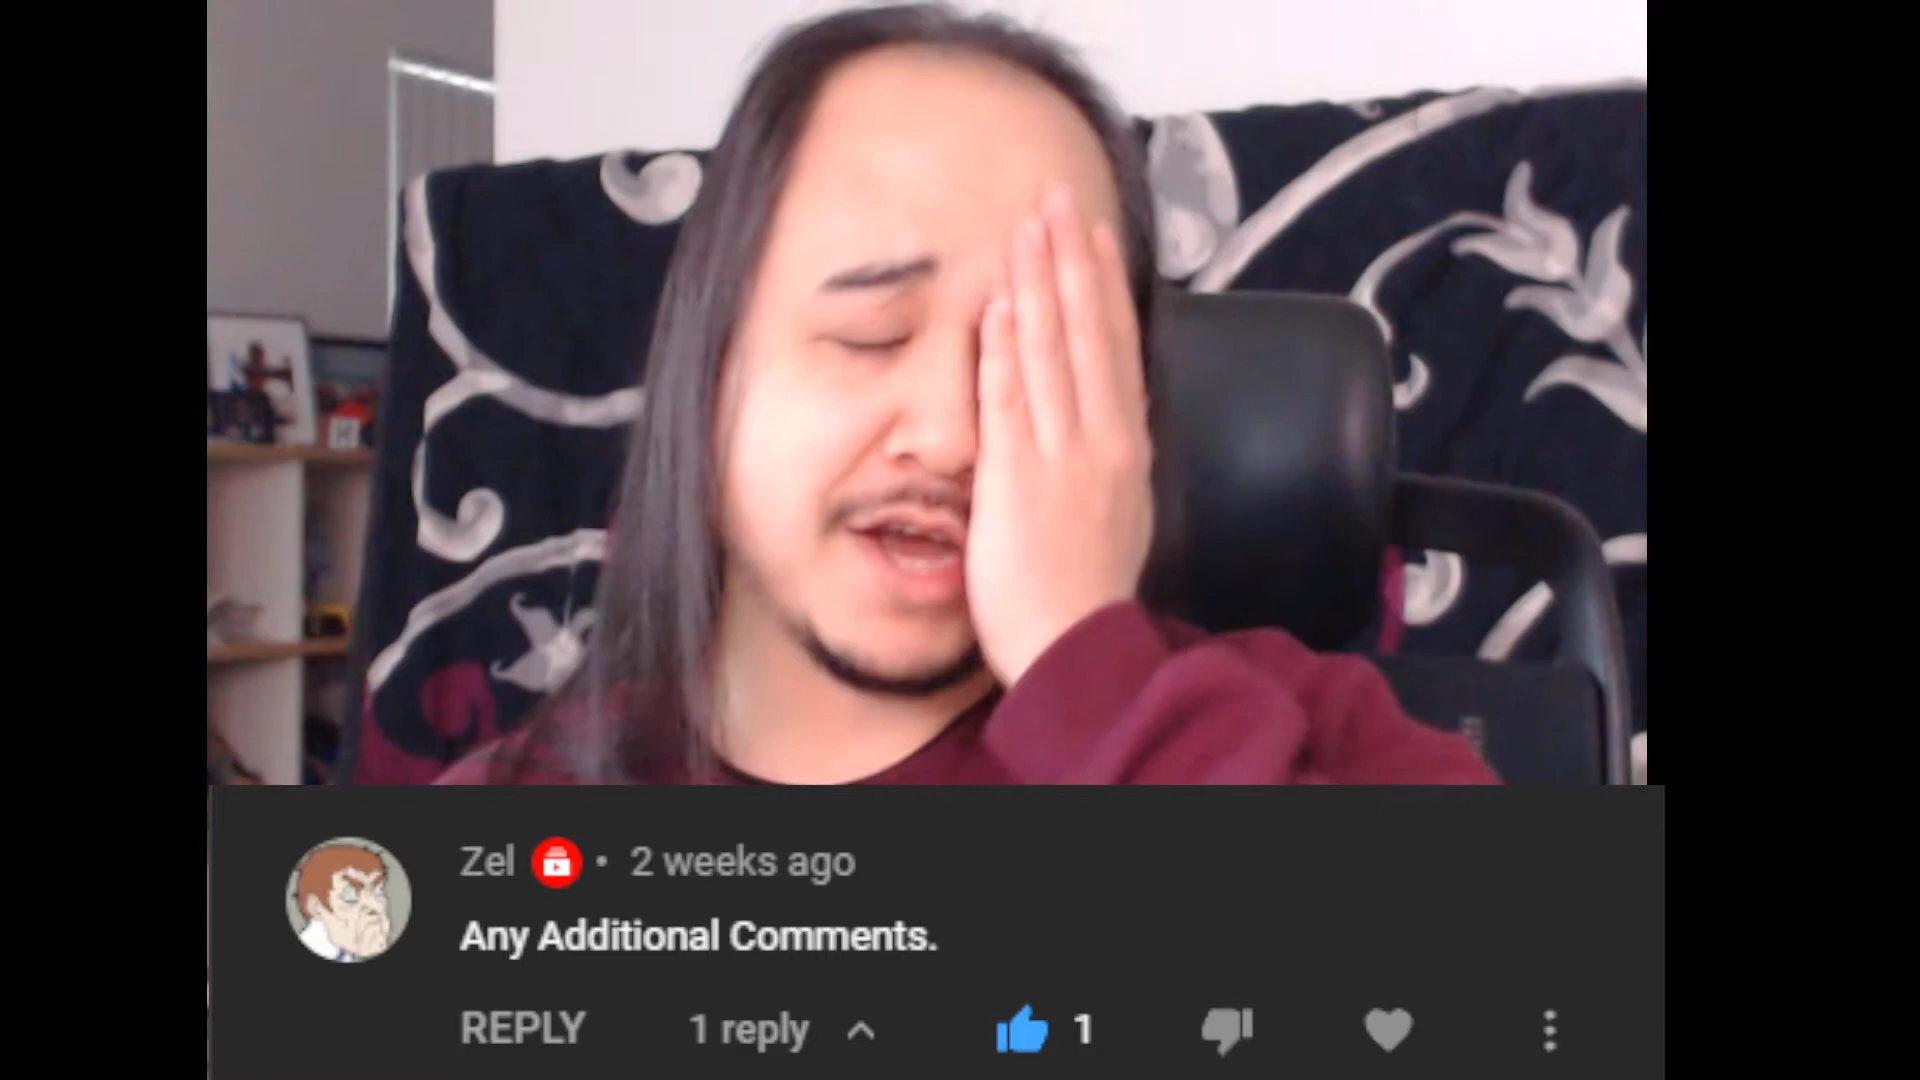 Zel • 2 weeks ago
Any Additional Comments.
REPLY 1 reply 1